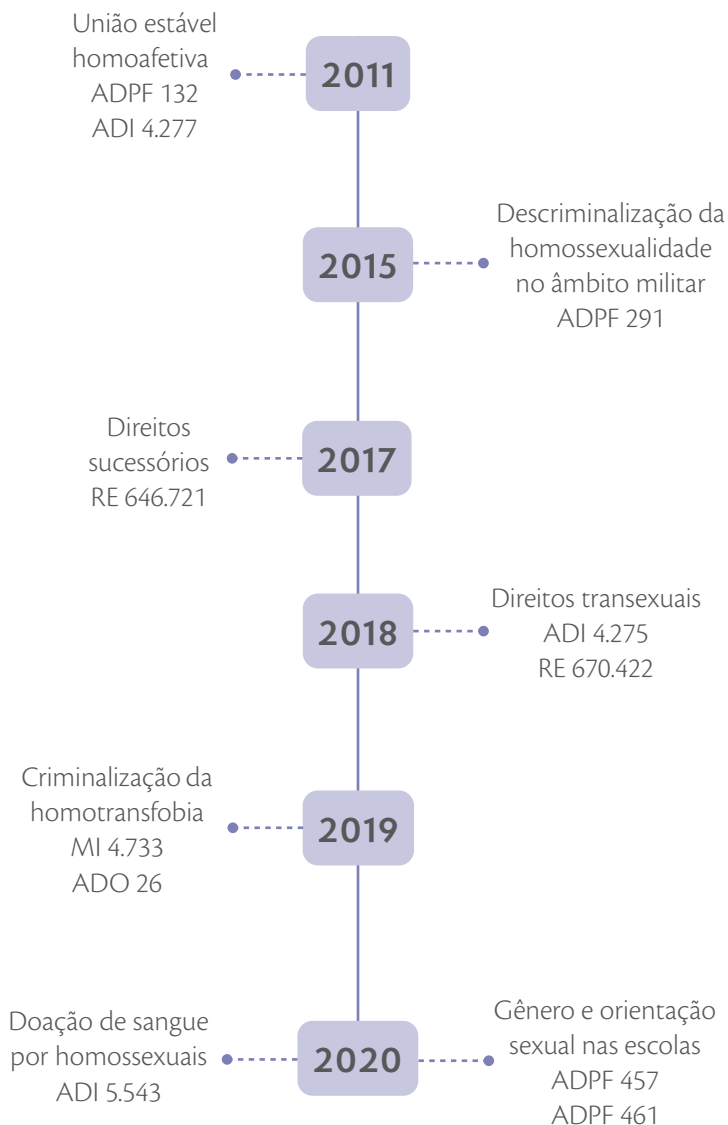 União estável
homoafetiva
ADPF 132
ADI 4.277
2011
2015
Descriminalização da
homossexualidade
no âmbito militar
ADPF 291
Direitos
sucessórios
RE 646.721
2017
2018
Direitos transexuais
ADI 4.275
RE 670.422
Criminalização da
homotransfobia
MI 4.733
ADO 26
2019
Doação de sangue
por homossexuais
ADI 5.543
2020
Gênero e orientação
sexual nas escolas
ADPF 457
ADPF 461